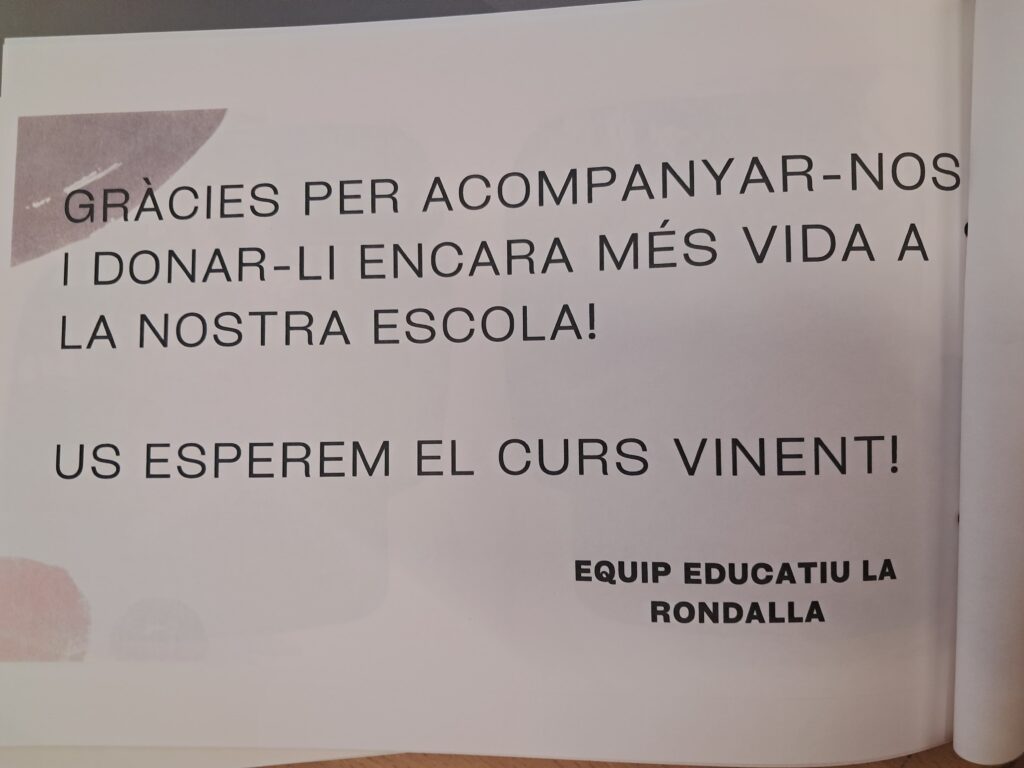 GRÀCIES PER ACOMPANYAR-NOS
I DONAR-LI ENCARA MÉS VIDA A
LA NOSTRA ESCOLA!
US ESPEREM EL CURS VINENT!
EQUIP EDUCATIU LA
RONDALLA